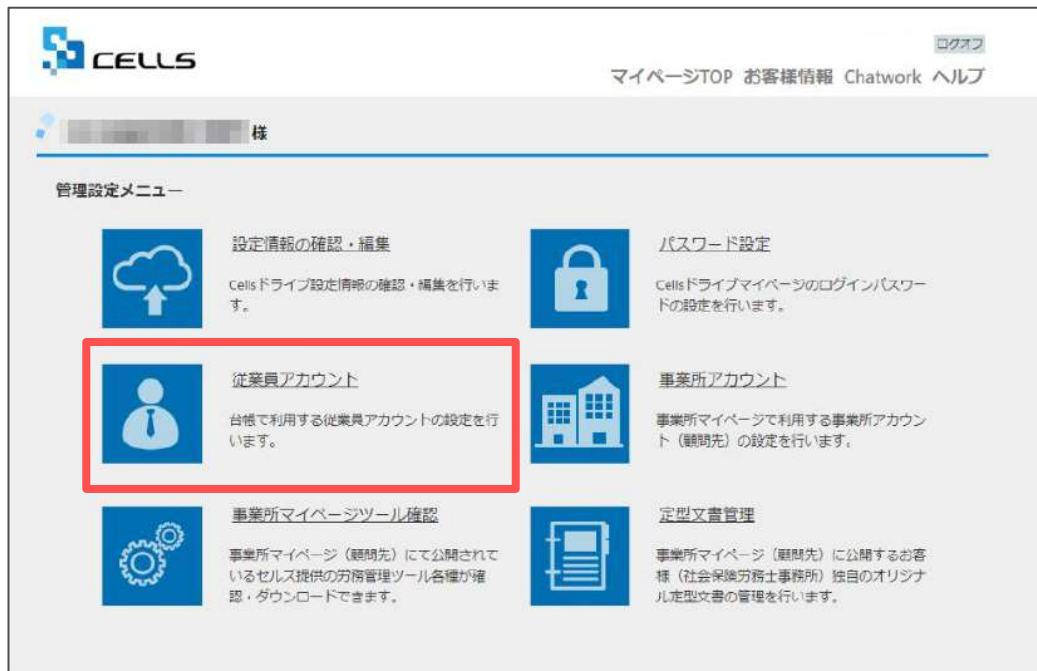 CELLS
ログオフ
マイページTOP お客様情報 Chatwork ヘルプ
様
管理設定メニュー
設定情報の確認・編集
Cellsドライブ設定情報の確認・編集を行いま
す。
パスワード設定
Cellsドライブマイページのログインパスワー
ドの設定を行います。
従業員アカウント
台帳で利用する従業員アカウントの設定を行
います。
事業所アカウント
事業所マイページで利用する事業所アカウン
ト（顧問先）の設定を行います。
事業所マイページツール確認
事業所マイページ（顧問先）にて公開されて
いるセルズ提供の労務管理ツール各種が確
認・ダウンロードできます。
定型文書管理
事業所マイページ（顧問先）に公開するお客
様（社会保険労務士事務所）独自のオリジナ
ル定型文書の管理を行います。